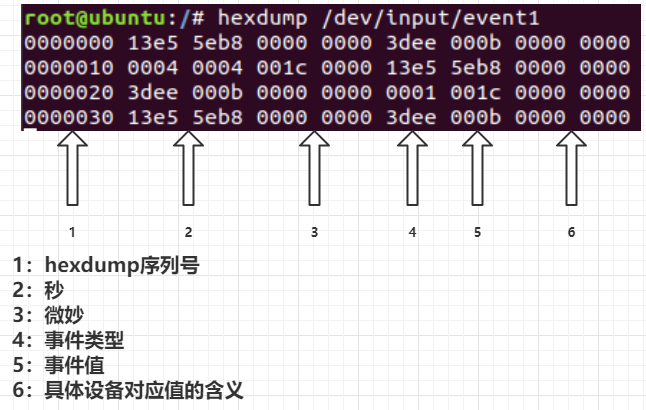 root@ubuntu:/# hexdump /dev/input/event1
0000000 13e5 5eb8 0000 0000 3dee 000b 0000 0000
0000010 0004 0004 001c 0000 13e5 5eb8 0000 0000
0000020 3dee 000b 0000 0000 0001 001c 0000 0000
0000030 13e5 5eb8 0000 0000 3dee 000b 0000 0000
1 2 3 4 5 6
1：hexdump序列号
2：秒
3：微妙
4：事件类型
5：事件值
6：具体设备对应值的含义